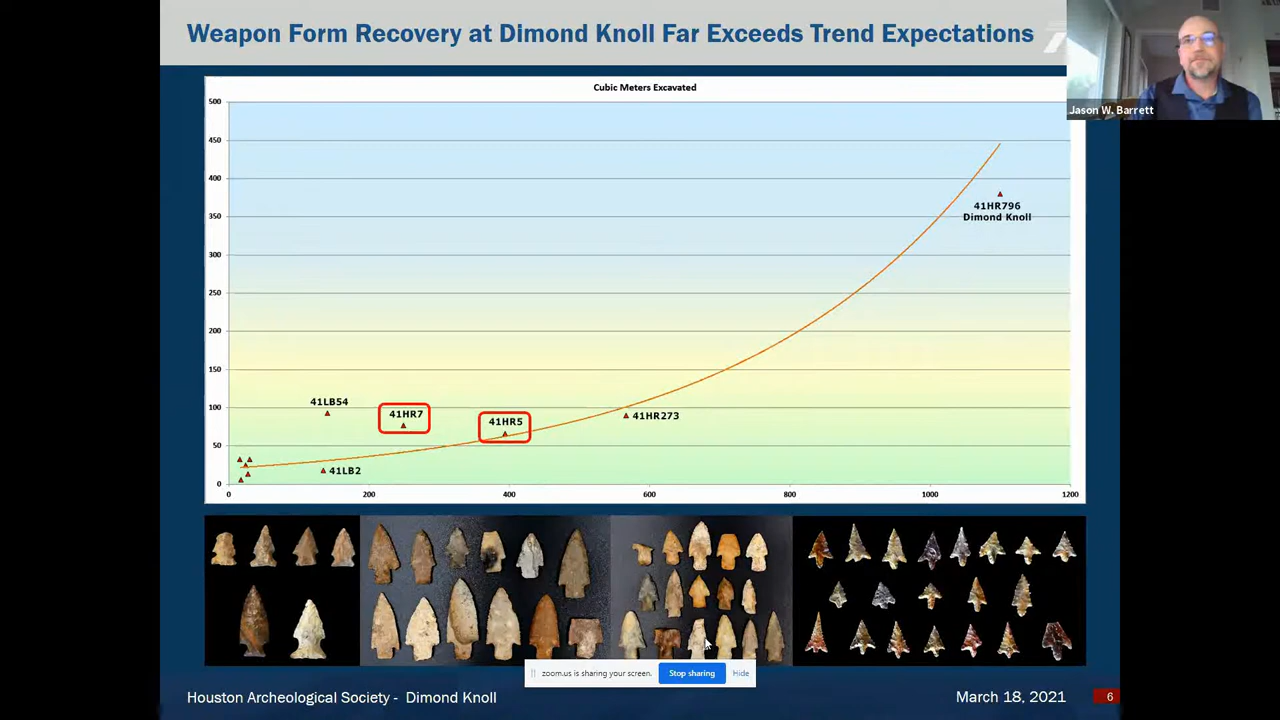 Weapon Form Recovery at Dimond Knoll Far Exceeds Trend Expectations
Jason W. Barrett
Cubic Meters Excavated
500
450
400
350
300
250
200
150
100
50
0
41HR796
Dimond Knoll
41LB54
41HR7
41HR5
41HR273
41LB2
0
200
400
600
800
1000
1200
zoom.us is sharing your screen.
Stop sharing
Hide
Houston Archeological Society - Dimond Knoll
March 18, 2021
6